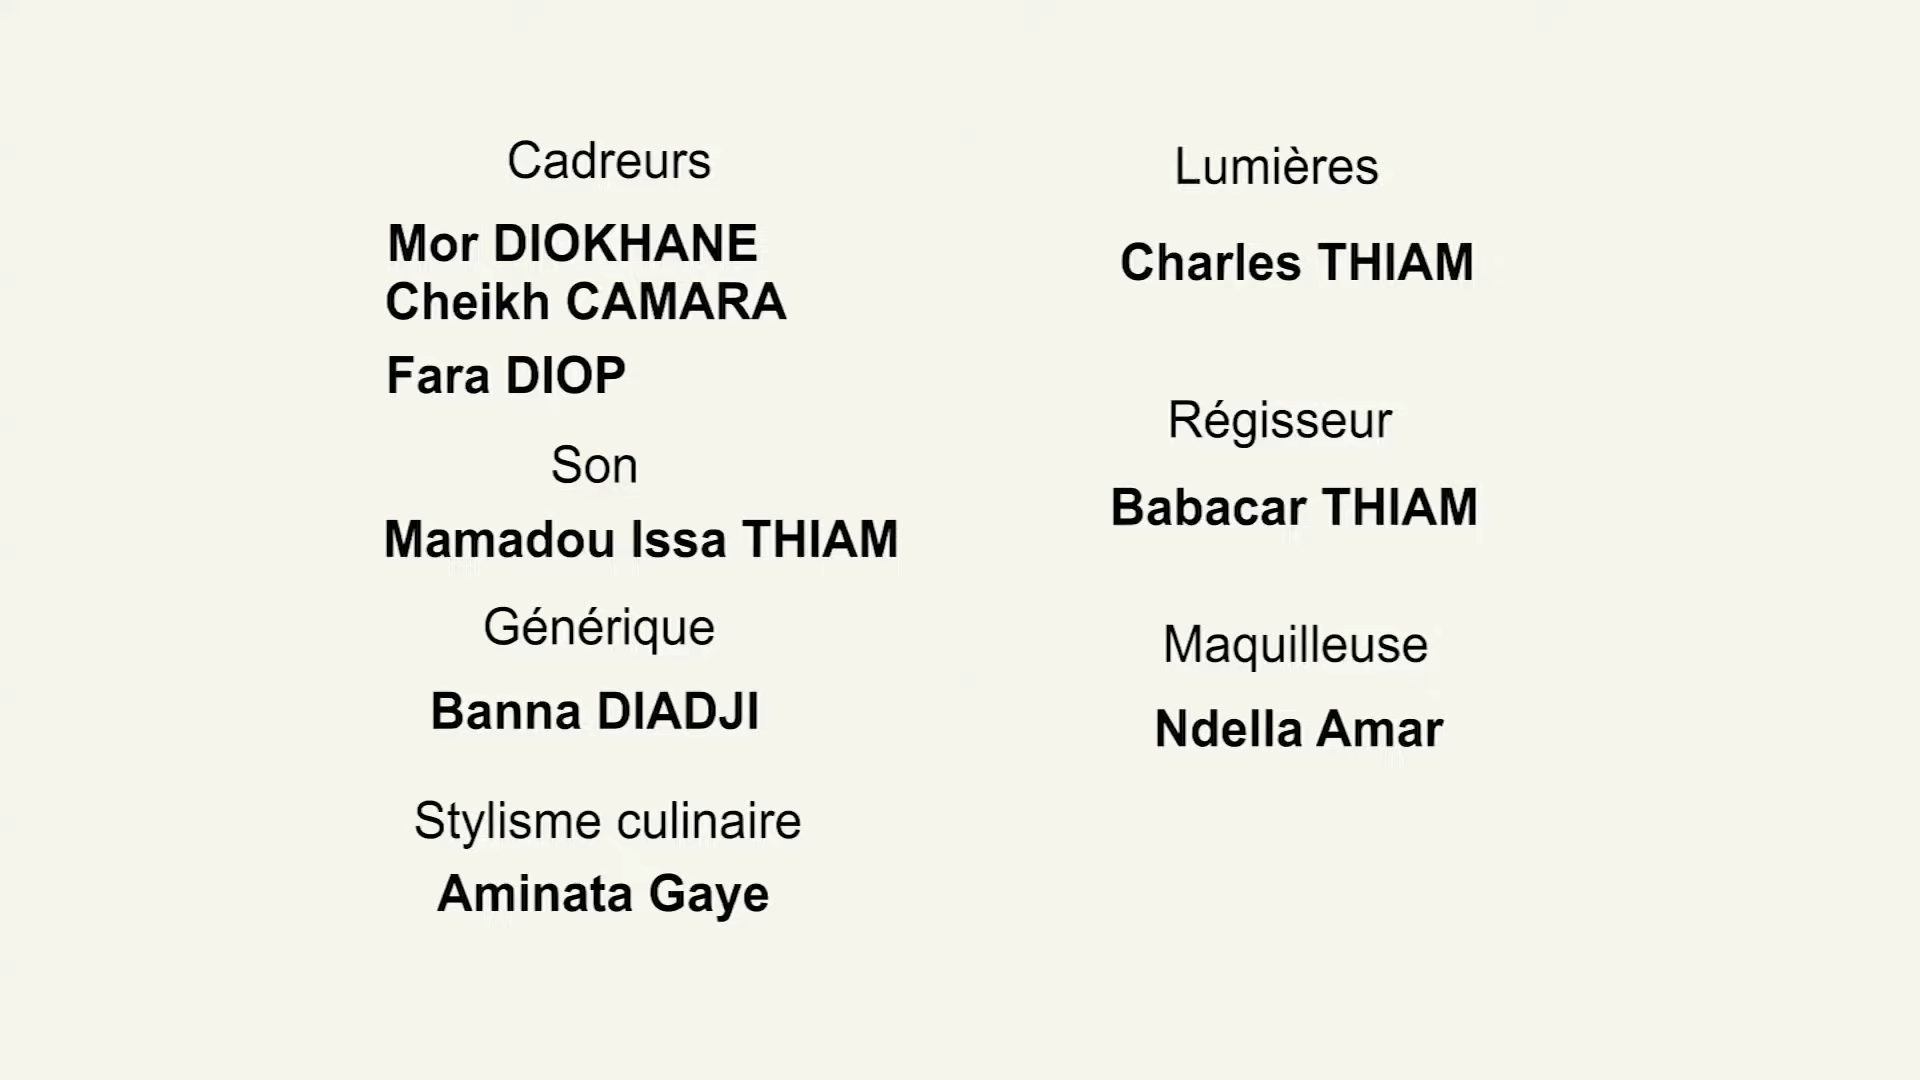 Cadreurs
Mor DIOKHANE
Cheikh CAMARA
Fara DIOP
Son
Mamadou Issa THIAM
Générique
Banna DIADJI
Stylisme culinaire
Aminata Gaye
Lumières
Charles THIAM
Régisseur
Babacar THIAM
Maquilleuse
Ndella Amar